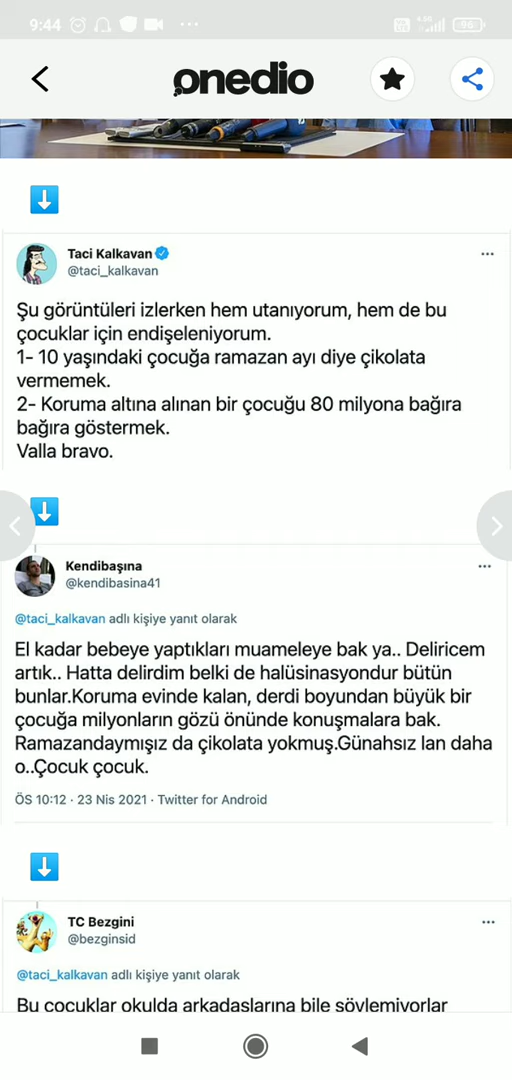 9:44
onedio
Taci Kalkavan
@taci_kalkavan
Şu görüntüleri izlerken hem utanıyorum, hem de bu
çocuklar için endişeleniyorum.
1- 10 yaşındaki çocuğa ramazan ayı diye çikolata
vermemek.
2- Koruma altına alınan bir çocuğu 80 milyona bağıra
bağıra göstermek.
Valla bravo.
Kendibaşına
@kendibasina41
@taci_kalkavan adlı kişiye yanıt olarak
El kadar bebeye yaptıkları muameleye bak ya.. Deliricem
artık.. Hatta delirdim belki de halüsinasyondur bütün
bunlar.Koruma evinde kalan, derdi boyundan büyük bir
çocuğa milyonların gözü önünde konuşmalara bak.
Ramazandaymışız da çikolata yokmuş.Günahsız lan daha
o..Çocuk çocuk.
ÖS 10:12 · 23 Nis 2021 · Twitter for Android
TC Bezgini
@bezginsid
@taci_kalkavan adlı kişiye yanıt olarak
Bu çocuklar okulda arkadaşlarına bile söylemiyorlar